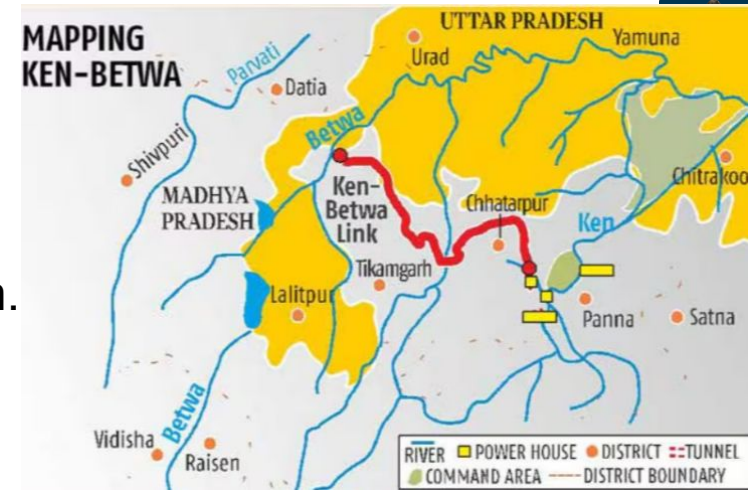 MAPPING
KEN-BETWA
UTTAR PRADESH
Yamuna
Urad
Parvati
Datia
Betwa
Shivpuri
Chitrakoo
MADHYA
PRADESH
Ken-
Betwa
Link
Chhatarpur
Ken
Tikamgarh
Lalitpur
Panna
Satna
Betwa
Vidisha
Raisen
RIVER POWER HOUSE DISTRICT TUNNEL
COMMAND AREA DISTRICT BOUNDARY